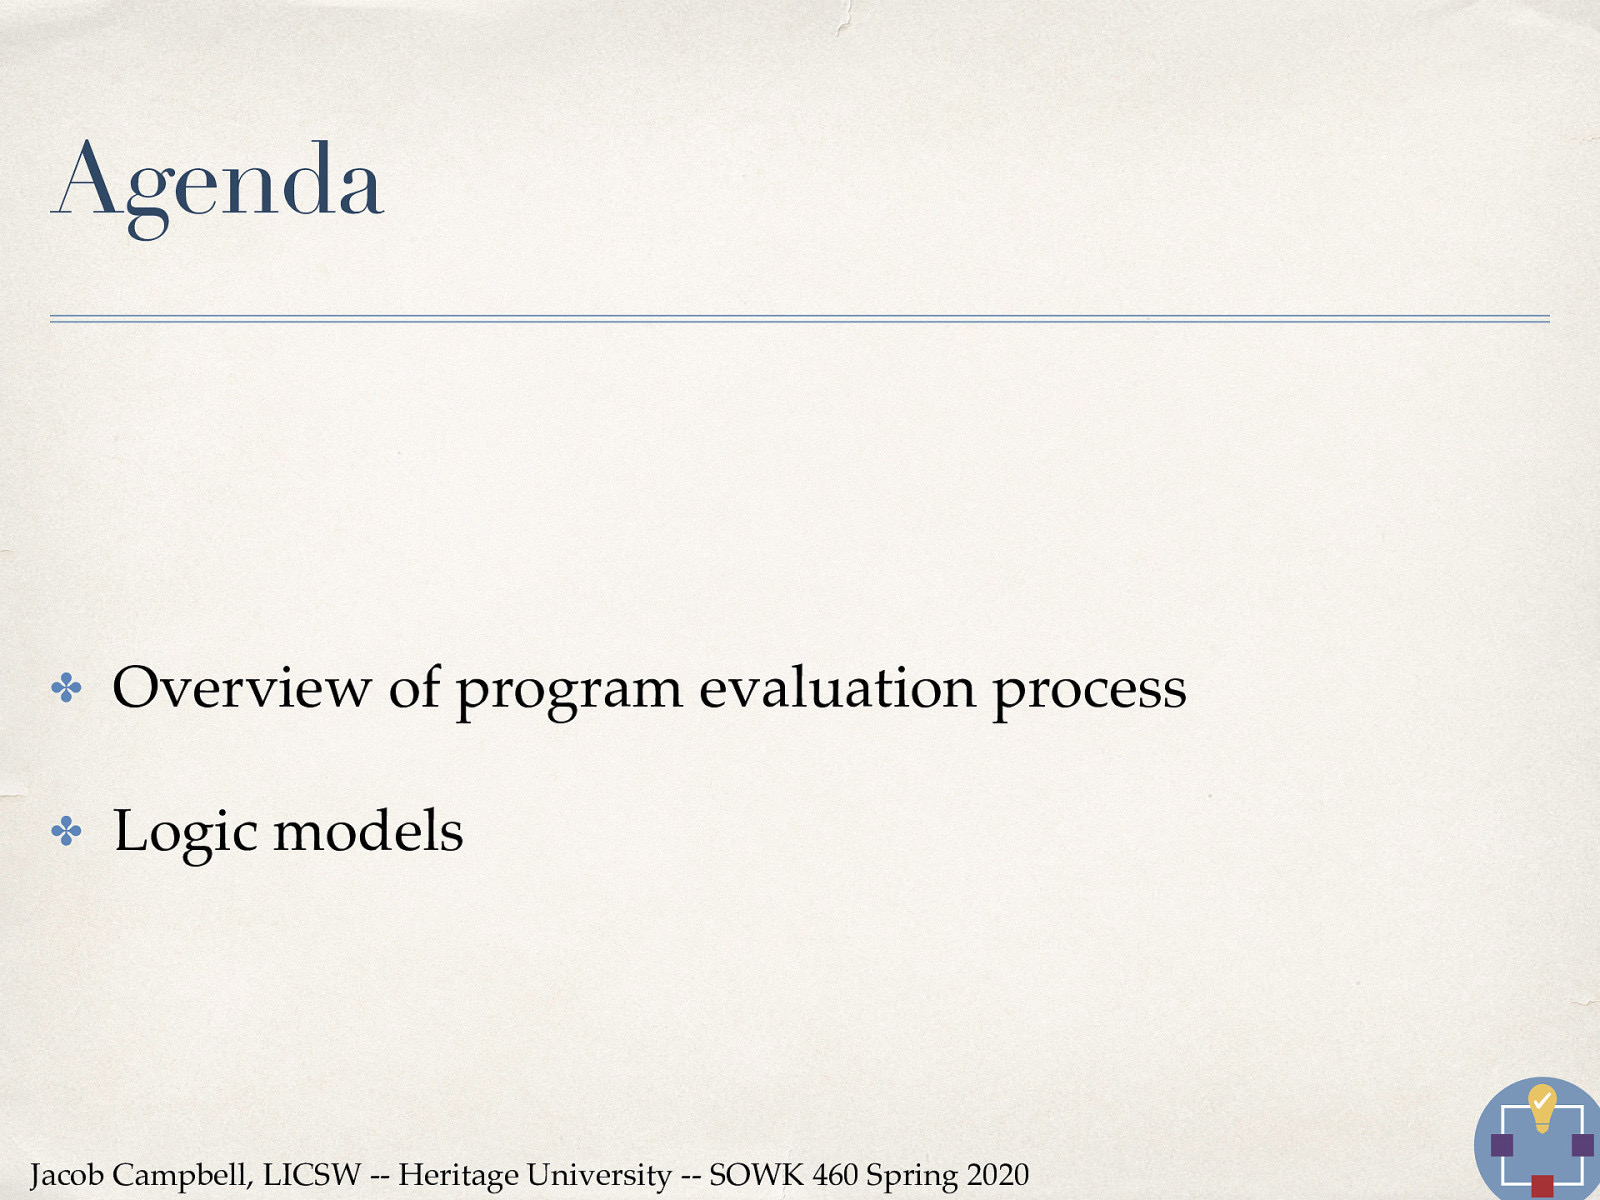 Agenda
Overview of program evaluation process
Logic models
Jacob Campbell, LICSW -- Heritage University -- SOWK 460 Spring 2020